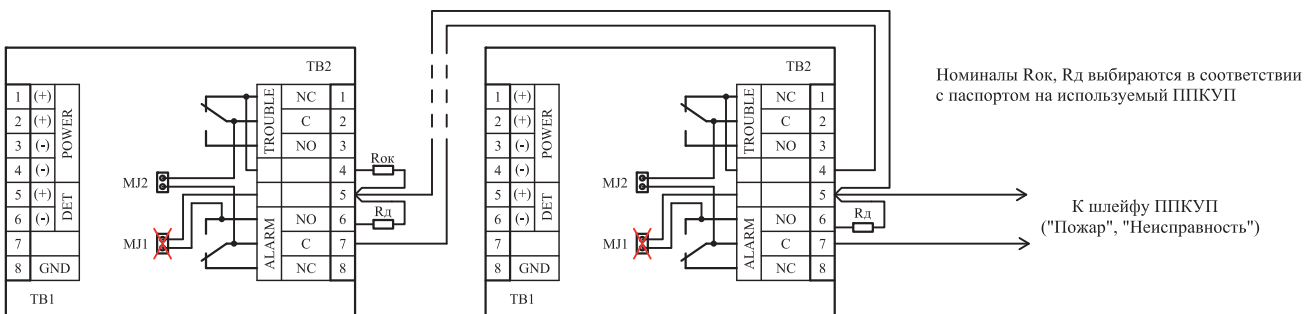 TB2
1 (+)
2 (+)
3 (-)
4 (-)
POWER
5 (+)
6 (-)
DET
7
8 GND
TB1
MJ2
MJ1
TROUBLE
NC 1
C 2
NO 3
4
5
ALARM
NO 6
C 7
NC 8
Rок
Rд
TB2
1 (+)
2 (+)
3 (-)
4 (-)
POWER
5 (+)
6 (-)
DET
7
8 GND
TB1
MJ2
MJ1
TROUBLE
NC 1
C 2
NO 3
4
5
ALARM
NO 6
C 7
NC 8
Rд
Номиналы Rок, Rд выбираются в соответствии
с паспортом на используемый ППКУП
К шлейфу ППКУП
("Пожар", "Неисправность")